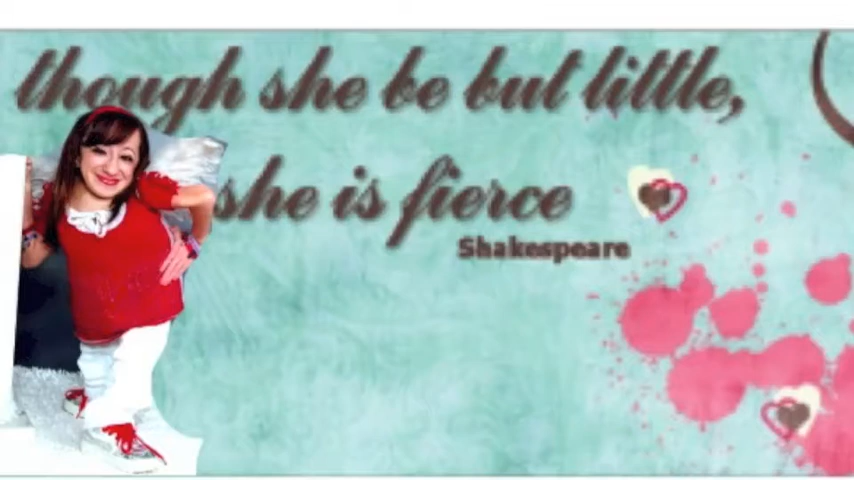 though she be but little,
she is fierce
Shakespeare